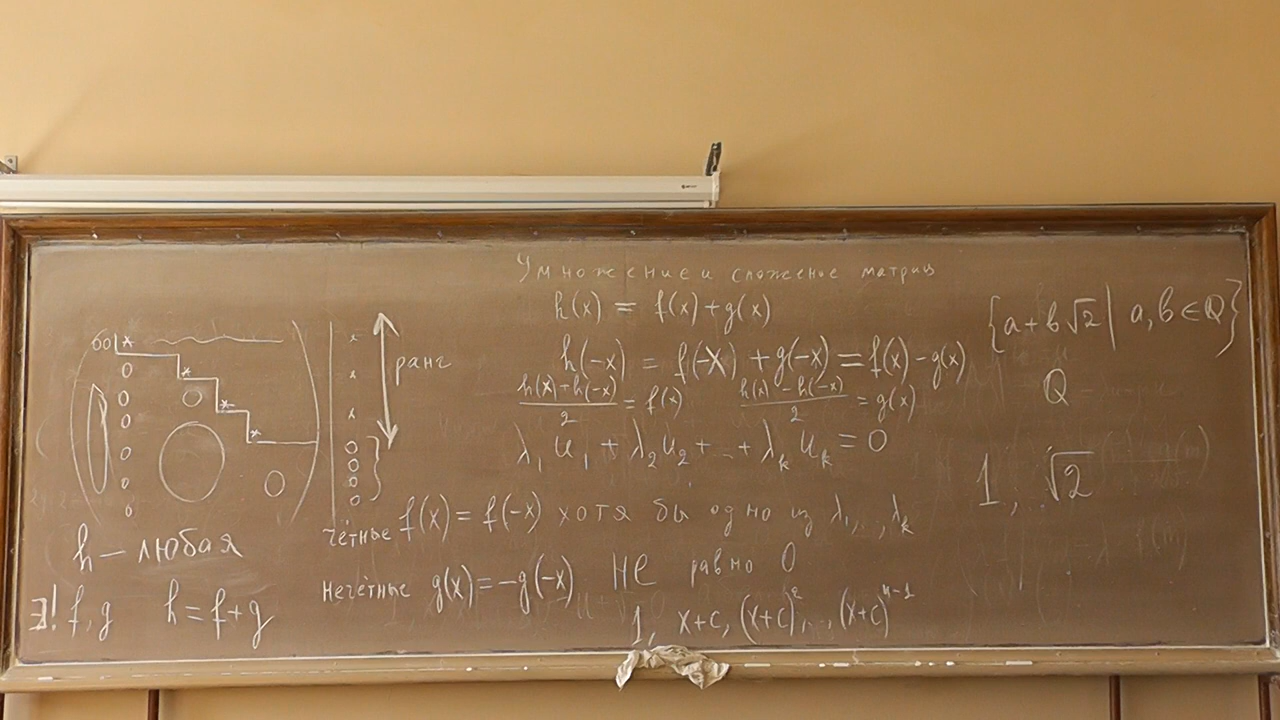 Умножение и сложение матриц
h(x) = f(x)+g(x)
h(-x) = f(-x) + g(-x) = f(x) - g(x)
(h(x)+h(-x))/2 = f(x) (h(x)-h(-x))/2 = g(x)
λ₁u₁ + λ₂u₂ + ... + λₖuₖ = 0
чётные f(x) = f(-x) хотя бы одно из λ₁,..,λₖ
нечётные g(x) = -g(-x) не равно 0
1, x+c, (x+c)², .., (x+c)ⁿ⁻¹
ранг
h — любая
∃! f, g h = f+g
{a + b√2 | a, b ∈ Q}
Q
1, √2